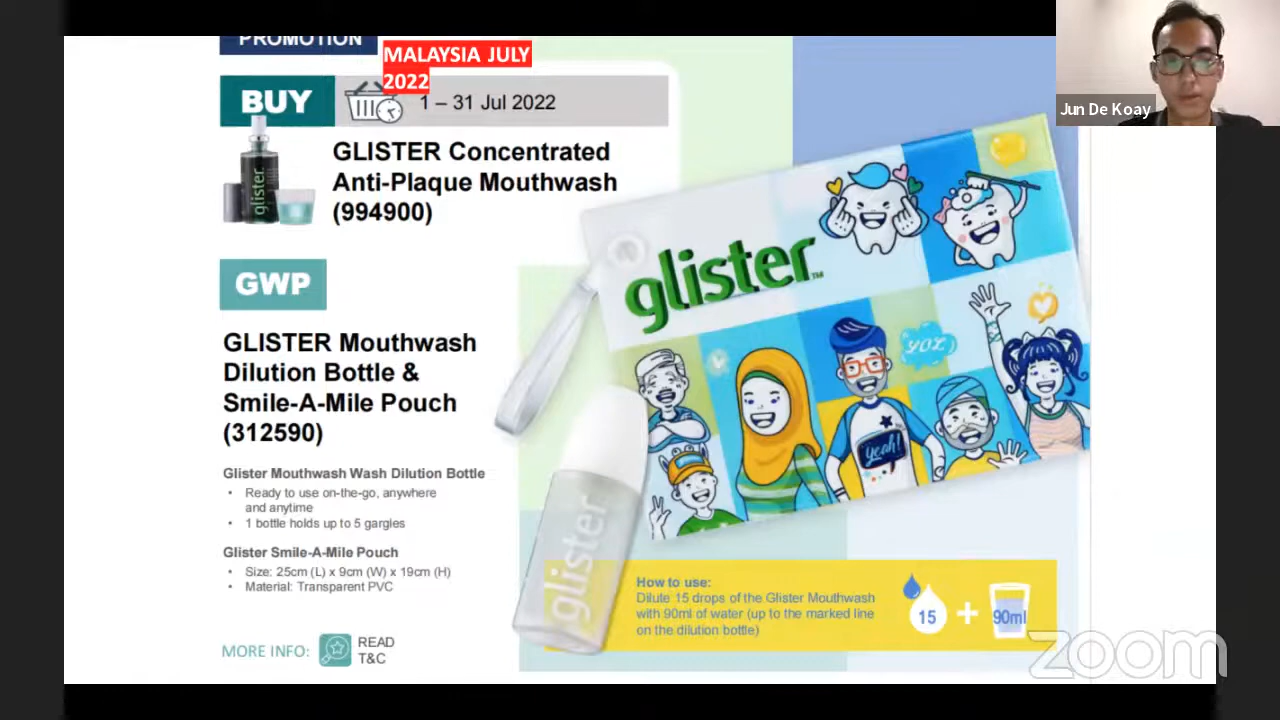 PROMOTION
MALAYSIA JULY
2022
BUY
1 – 31 Jul 2022
Jun De Koay
GLISTER Concentrated
Anti-Plaque Mouthwash
(994900)
glister
GWP
GLISTER Mouthwash
Dilution Bottle &
Smile-A-Mile Pouch
(312590)
Glister Mouthwash Wash Dilution Bottle
• Ready to use on-the-go, anywhere
and anytime
• 1 bottle holds up to 5 gargles
Glister Smile-A-Mile Pouch
• Size: 25cm (L) x 9cm (W) x 19cm (H)
• Material: Transparent PVC
MORE INFO:
READ
T&C
glister™
YOZ
yeah!
glister
How to use:
Dilute 15 drops of the Glister Mouthwash
with 90ml of water (up to the marked line
on the dilution bottle)
15 + 90ml
zoom